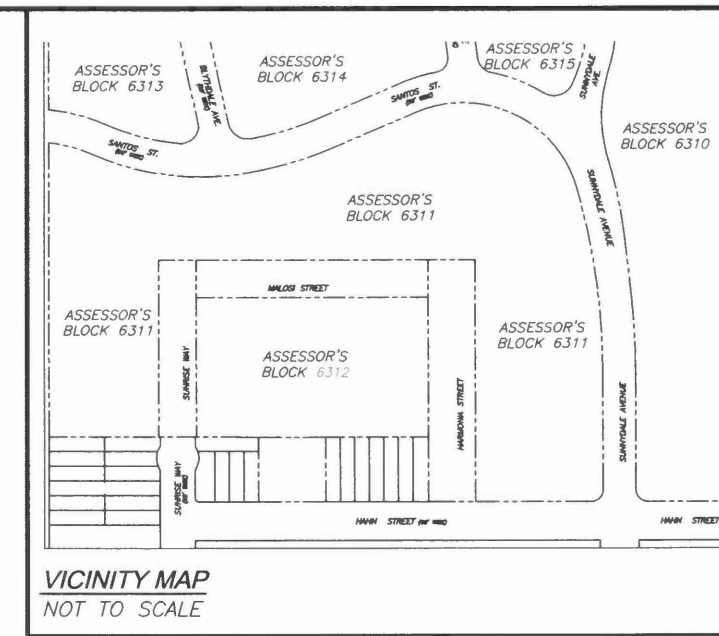 ASSESSOR'S
BLOCK 6313
BLYTHDALE AVE.
ASSESSOR'S
BLOCK 6314
ASSESSOR'S
BLOCK 6315
SUNNYDALE
AVE.
SANTOS ST.
SANTOS ST.
ASSESSOR'S
BLOCK 6310
SUNNYDALE AVENUE
ASSESSOR'S
BLOCK 6311
MALOSI STREET
ASSESSOR'S
BLOCK 6311
SUNRISE WAY
ASSESSOR'S
BLOCK 6312
HARMONIA STREET
ASSESSOR'S
BLOCK 6311
SUNNYDALE AVENUE
SUNRISE WAY
HAHN STREET
HAHN STREET
VICINITY MAP
NOT TO SCALE